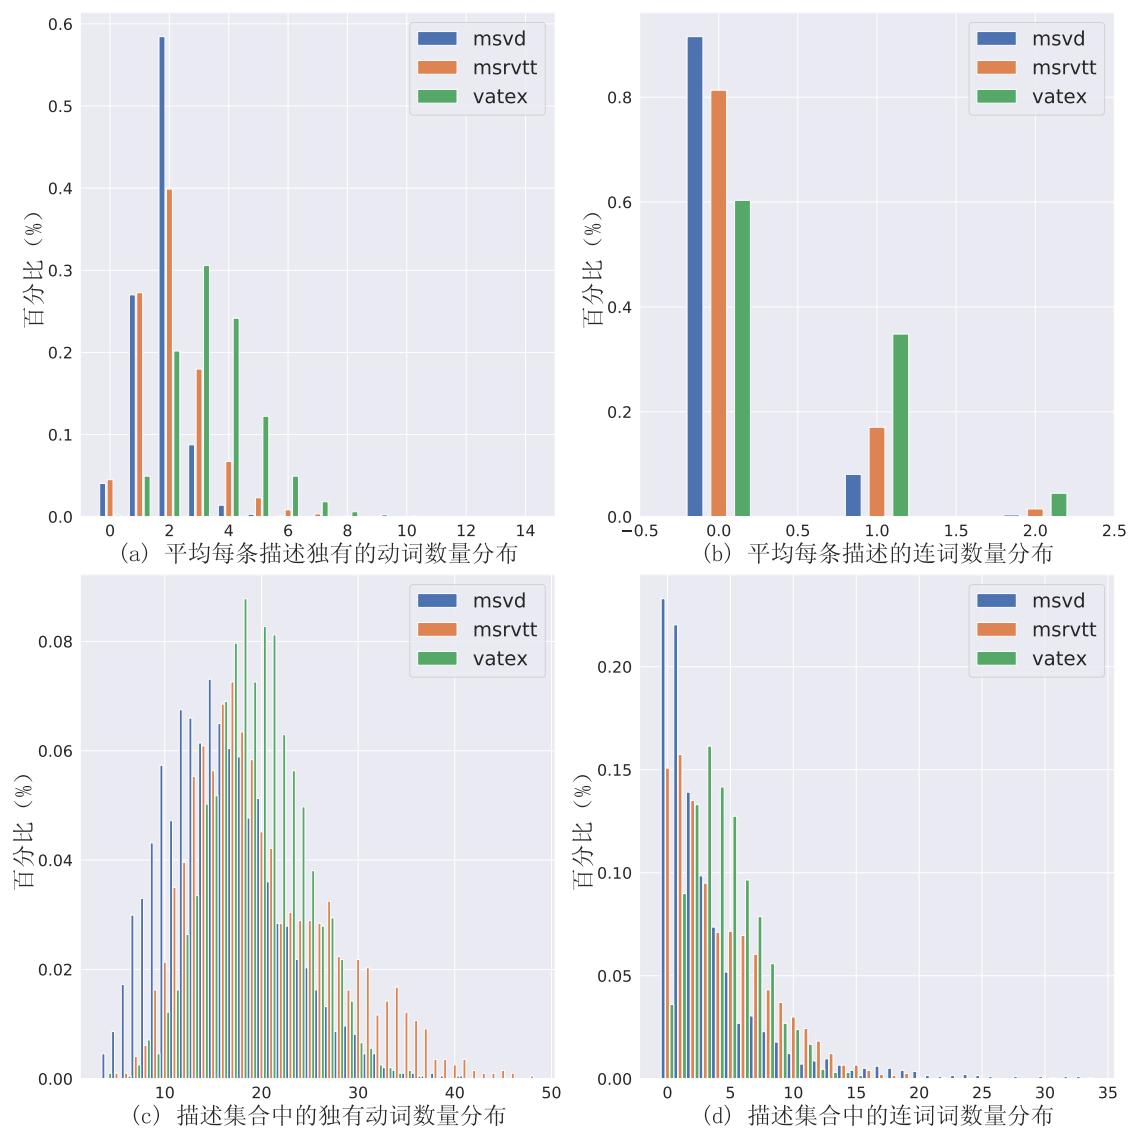 0.6
0.5
0.4
0.3
0.2
0.1
0.0
百分比 (%)
msvd
msrvtt
vatex
0 2 4 6 8 10 12 14
(a) 平均每条描述独有的动词数量分布
0.8
0.6
0.4
0.2
0.0
百分比 (%)
msvd
msrvtt
vatex
−0.5 0.0 0.5 1.0 1.5 2.0 2.5
(b) 平均每条描述的连词数量分布
0.08
0.06
0.04
0.02
0.00
百分比 (%)
msvd
msrvtt
vatex
10 20 30 40 50
(c) 描述集合中的独有动词数量分布
0.20
0.15
0.10
0.05
0.00
百分比 (%)
msvd
msrvtt
vatex
0 5 10 15 20 25 30 35
(d) 描述集合中的连词词数量分布